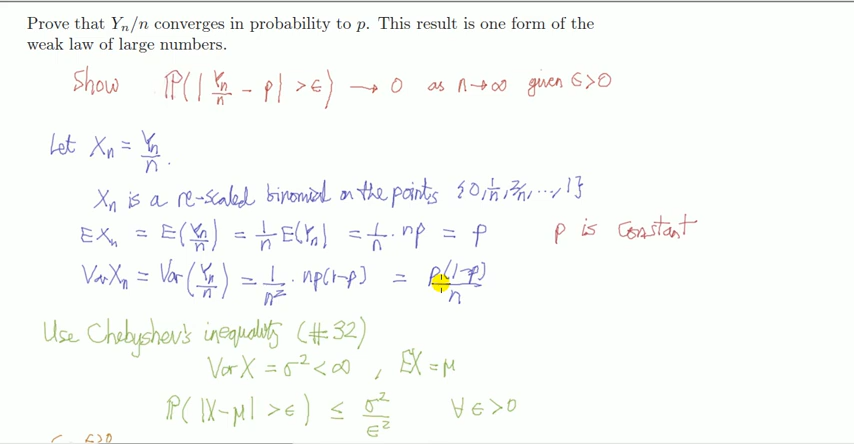 Prove that Yₙ/n converges in probability to p. This result is one form of the
weak law of large numbers.
Show ℙ(|Yₙ/n - p| > ε) → 0 as n→∞ given ε>0
Let Xₙ = Yₙ/n.
Xₙ is a re-scaled binomial on the points {0, 1/n, 2/n, ..., 1}
EXₙ = E(Yₙ/n) = 1/n E(Yₙ) = 1/n · np = p p is constant
VarXₙ = Var(Yₙ/n) = 1/n² · np(1-p) = p(1-p)/n
Use Chebyshev's inequality (#32)
VarX = σ² < ∞ , EX = μ
ℙ(|X-μ| > ε) ≤ σ²/ε² ∀ε>0
ε>0